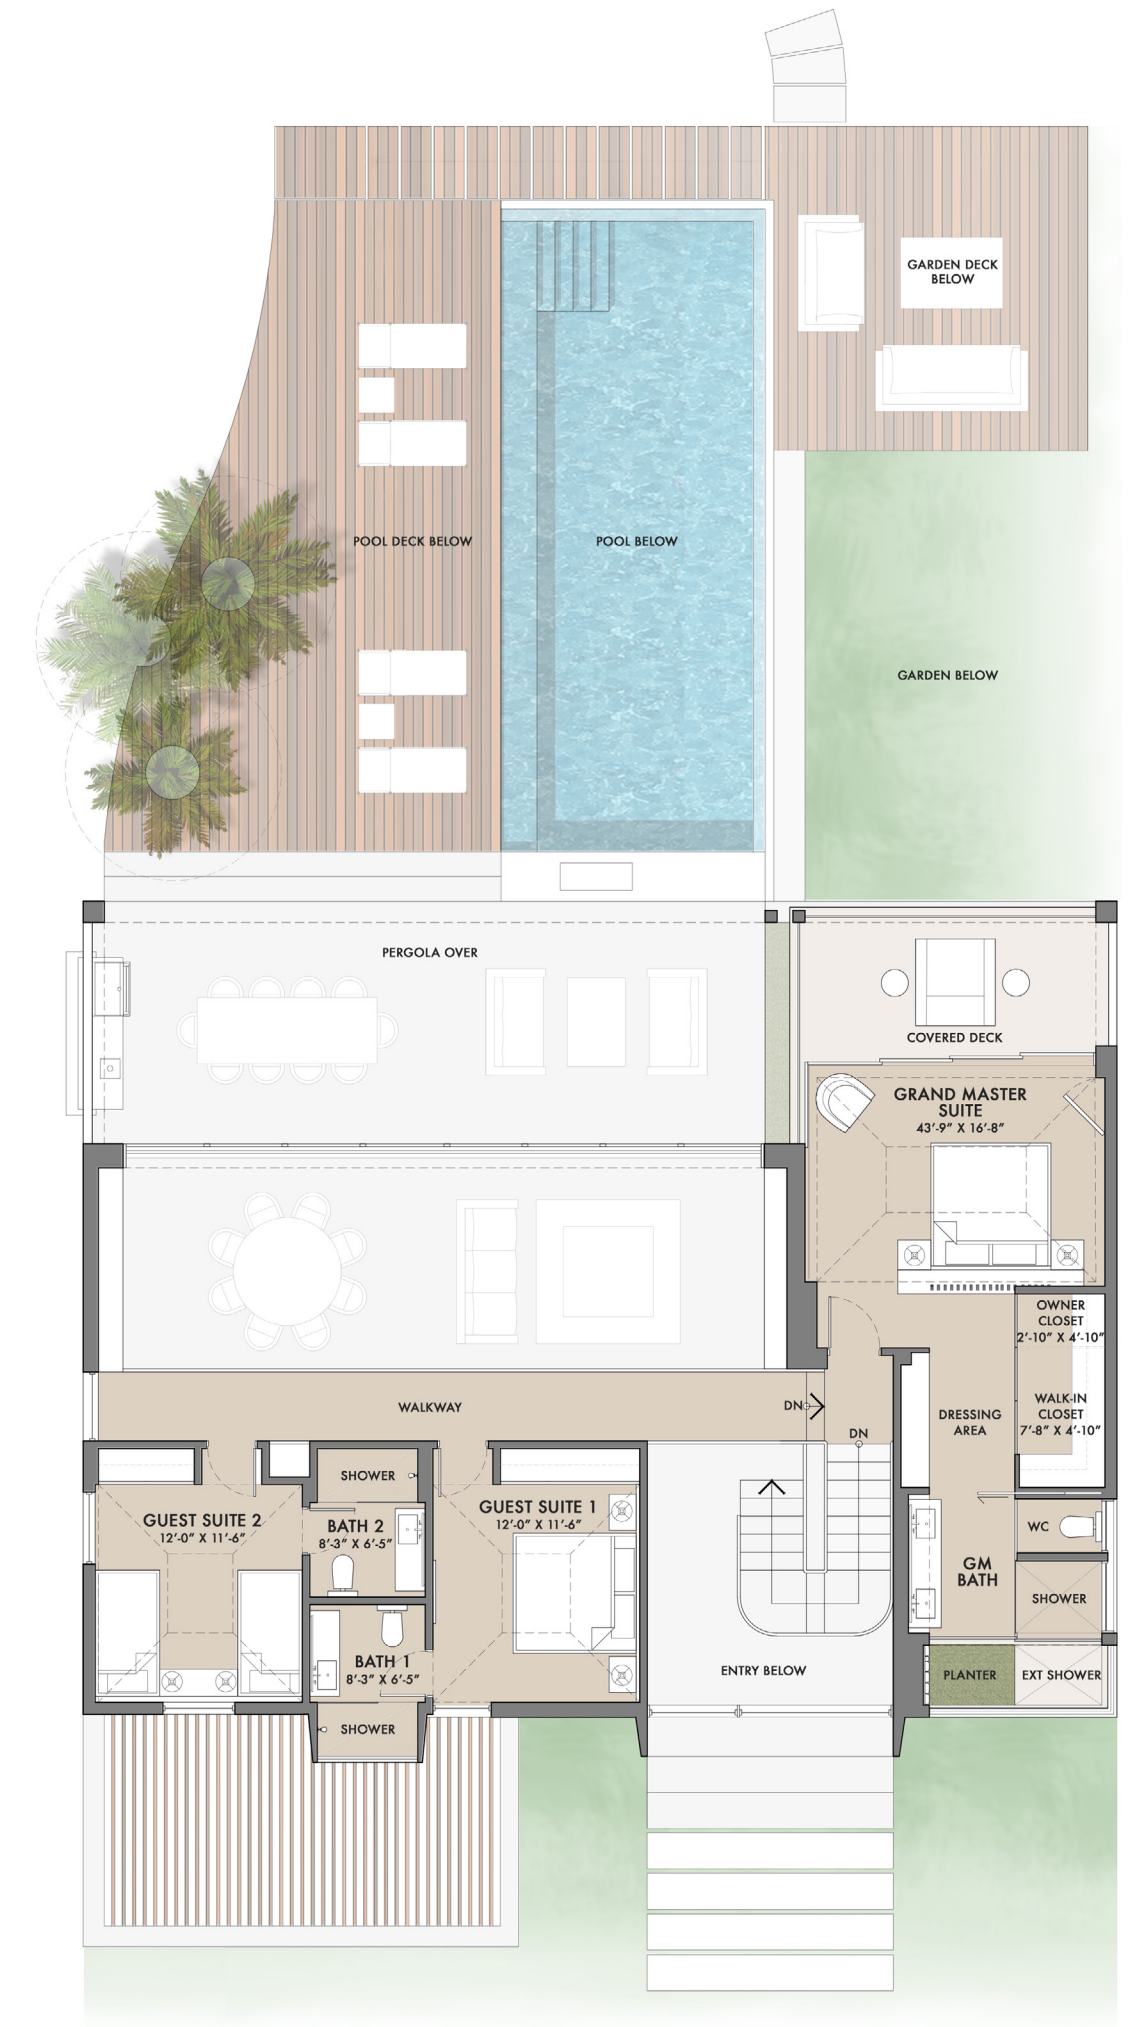 GARDEN DECK
BELOW
POOL DECK BELOW
POOL BELOW
GARDEN BELOW
PERGOLA OVER
COVERED DECK
GRAND MASTER
SUITE
43'-9" X 16'-8"
OWNER
CLOSET
2'-10" X 4'-10"
WALKWAY
DN
DN
DRESSING
AREA
WALK-IN
CLOSET
7'-8" X 4'-10"
SHOWER
GUEST SUITE 2
12'-0" X 11'-6"
BATH 2
8'-3" X 6'-5"
GUEST SUITE 1
12'-0" X 11'-6"
WC
GM
BATH
SHOWER
BATH 1
8'-3" X 6'-5"
ENTRY BELOW
PLANTER
EXT SHOWER
SHOWER